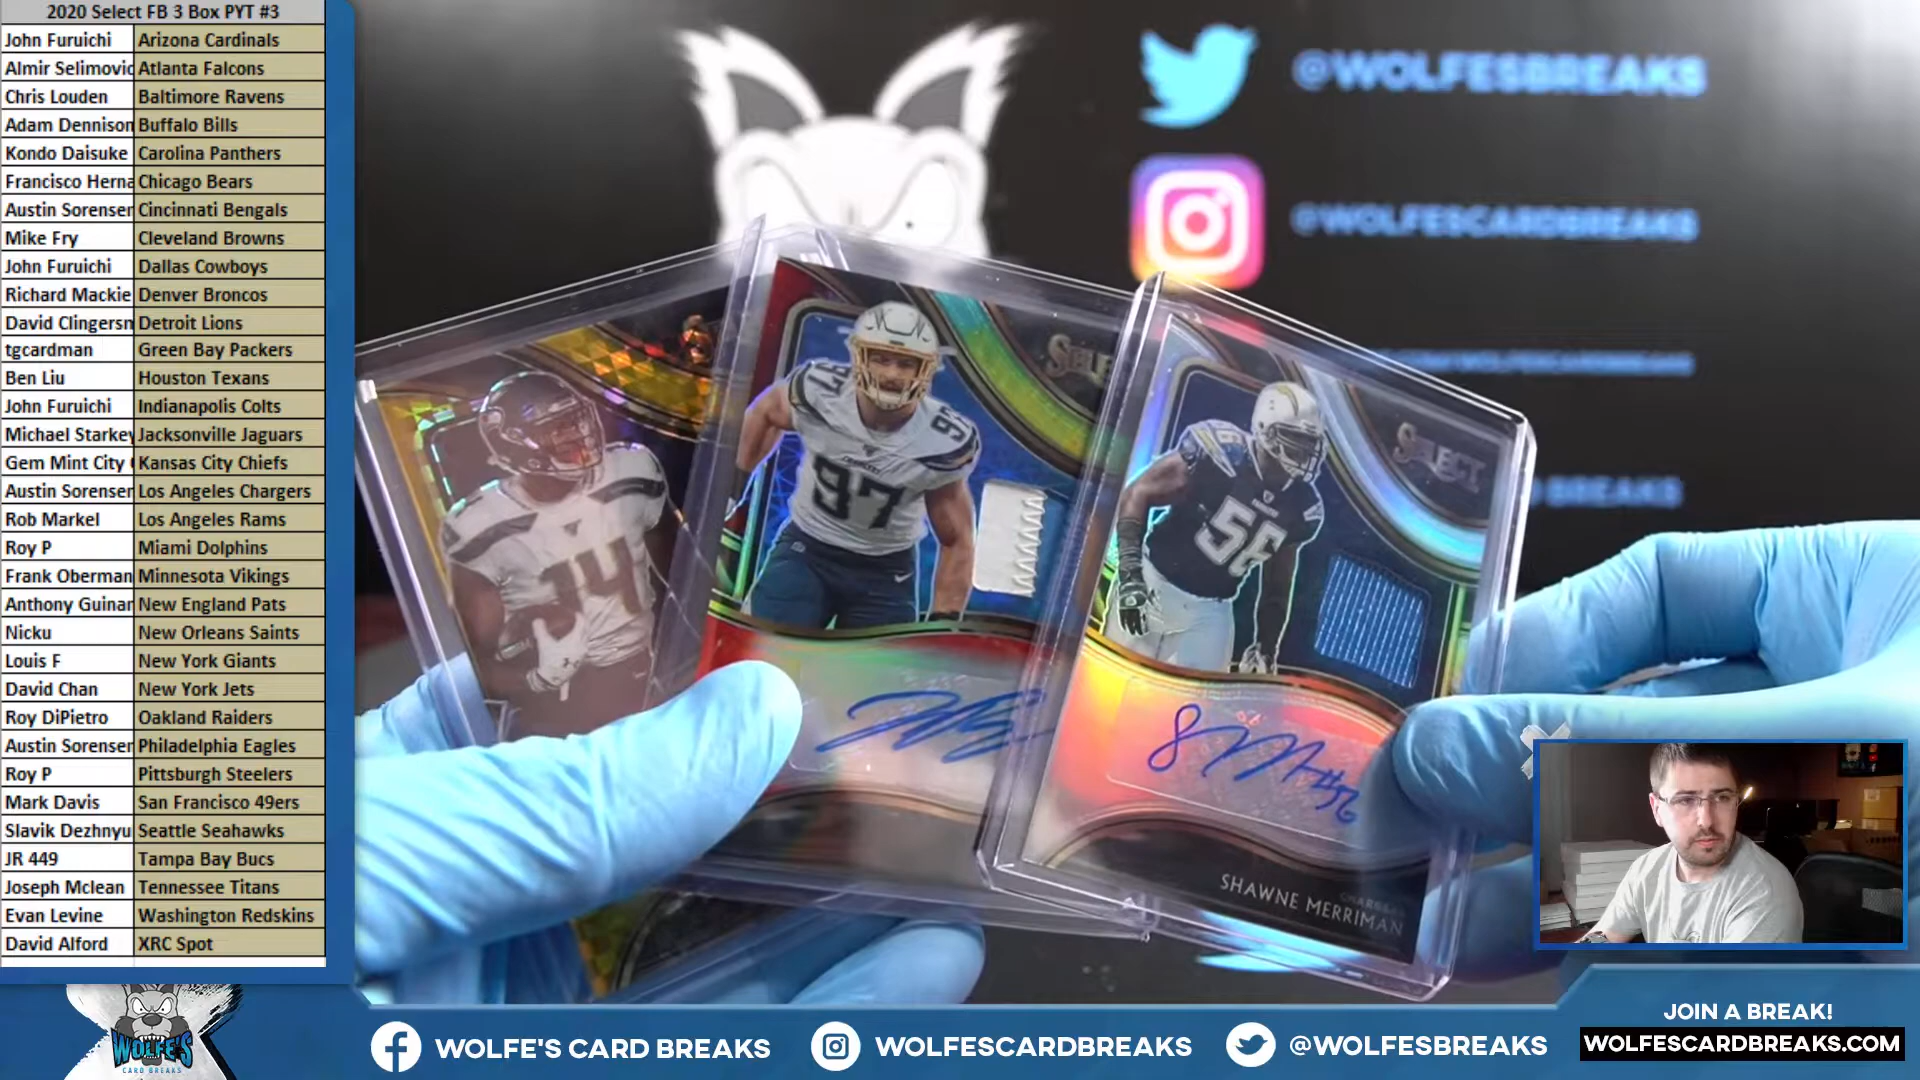 2020 Select FB 3 Box PYT #3
John Furuichi Arizona Cardinals
Almir Selimovic Atlanta Falcons
Chris Louden Baltimore Ravens
Adam Dennison Buffalo Bills
Kondo Daisuke Carolina Panthers
Francisco Herna Chicago Bears
Austin Sorensen Cincinnati Bengals
Mike Fry Cleveland Browns
John Furuichi Dallas Cowboys
Richard Mackie Denver Broncos
David Clingersm Detroit Lions
tgcardman Green Bay Packers
Ben Liu Houston Texans
John Furuichi Indianapolis Colts
Michael Starkey Jacksonville Jaguars
Gem Mint City Kansas City Chiefs
Austin Sorensen Los Angeles Chargers
Rob Markel Los Angeles Rams
Roy P Miami Dolphins
Frank Oberman Minnesota Vikings
Anthony Guinan New England Pats
Nicku New Orleans Saints
Louis F New York Giants
David Chan New York Jets
Roy DiPietro Oakland Raiders
Austin Sorensen Philadelphia Eagles
Roy P Pittsburgh Steelers
Mark Davis San Francisco 49ers
Slavik Dezhnyu Seattle Seahawks
JR 449 Tampa Bay Bucs
Joseph Mclean Tennessee Titans
Evan Levine Washington Redskins
David Alford XRC Spot
@WOLFESBREAKS
@WOLFESCARDBREAKS
BREAKS
14
97
97
SELECT
56
SELECT
#56
CHARGERS
SHAWNE MERRIMAN
WOLFE'S
CARD BREAKS
WOLFE'S CARD BREAKS
WOLFESCARDBREAKS
@WOLFESBREAKS
JOIN A BREAK!
WOLFESCARDBREAKS.COM